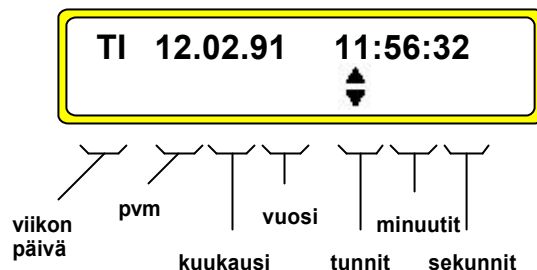 TI 12.02.91 11:56:32
viikon
päivä
pvm
kuukausi
vuosi
tunnit
minuutit
sekunnit